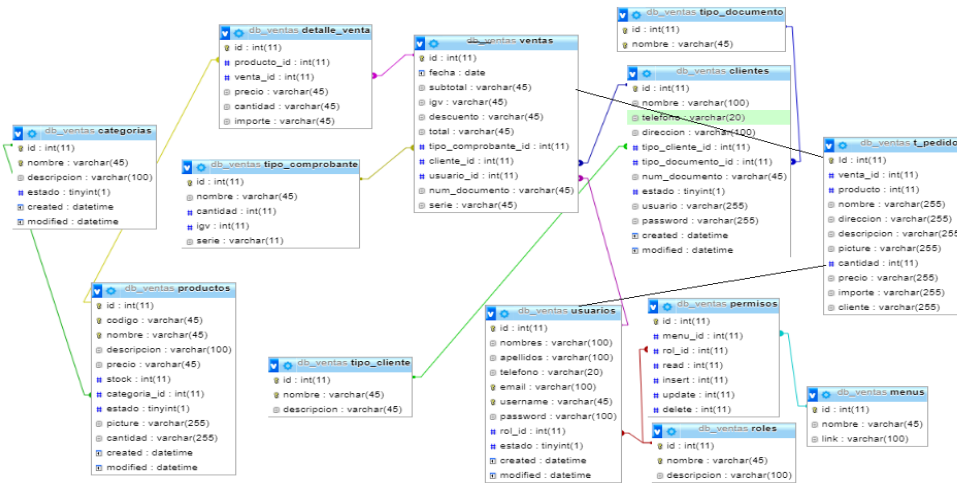 db_ventas tipo_documento
id : int(11)
nombre : varchar(45)
db_ventas detalle_venta
id : int(11)
producto_id : int(11)
venta_id : int(11)
precio : varchar(45)
cantidad : varchar(45)
importe : varchar(45)
db_ventas ventas
id : int(11)
fecha : date
subtotal : varchar(45)
igv : varchar(45)
descuento : varchar(45)
total : varchar(45)
tipo_comprobante_id : int(11)
cliente_id : int(11)
usuario_id : int(11)
num_documento : varchar(45)
serie : varchar(45)
db_ventas clientes
id : int(11)
nombre : varchar(100)
telefono : varchar(20)
direccion : varchar(100)
tipo_cliente_id : int(11)
tipo_documento_id : int(11)
num_documento : varchar(45)
estado : tinyint(1)
usuario : varchar(255)
password : varchar(255)
created : datetime
modified : datetime
db_ventas categorias
id : int(11)
nombre : varchar(45)
descripcion : varchar(100)
estado : tinyint(1)
created : datetime
modified : datetime
db_ventas tipo_comprobante
id : int(11)
nombre : varchar(45)
cantidad : int(11)
igv : int(11)
serie : varchar(11)
db_ventas t_pedido
id : int(11)
venta_id : int(11)
producto : int(11)
nombre : varchar(255)
direccion : varchar(255)
descripcion : varchar(255
picture : varchar(255)
cantidad : int(11)
precio : varchar(255)
importe : varchar(255)
cliente : varchar(255)
db_ventas productos
id : int(11)
codigo : varchar(45)
nombre : varchar(45)
descripcion : varchar(100)
precio : varchar(45)
stock : int(11)
categoria_id : int(11)
estado : tinyint(1)
picture : varchar(255)
cantidad : varchar(255)
created : datetime
modified : datetime
db_ventas tipo_cliente
id : int(11)
nombre : varchar(45)
descripcion : varchar(45)
db_ventas usuarios
id : int(11)
nombres : varchar(100)
apellidos : varchar(100)
telefono : varchar(20)
email : varchar(100)
username : varchar(45)
password : varchar(100)
rol_id : int(11)
estado : tinyint(1)
created : datetime
modified : datetime
db_ventas permisos
id : int(11)
menu_id : int(11)
rol_id : int(11)
read : int(11)
insert : int(11)
update : int(11)
delete : int(11)
db_ventas menus
id : int(11)
nombre : varchar(45)
link : varchar(100)
db_ventas roles
id : int(11)
nombre : varchar(45)
descripcion : varchar(100)